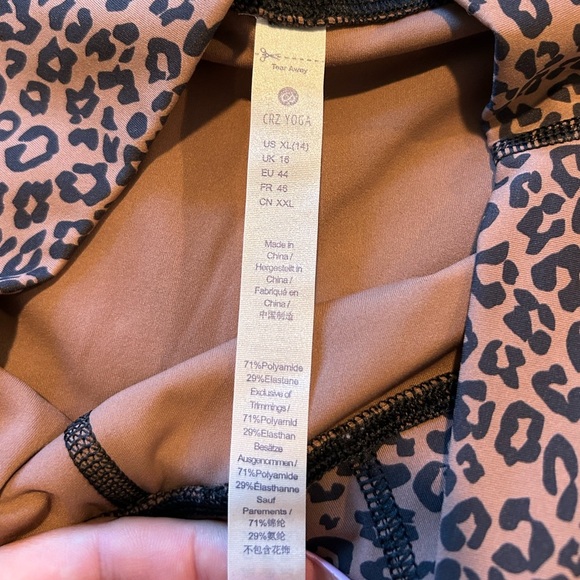 Tear Away
CRZ YOGA
US XL(14)
UK 16
EU 44
FR 46
CN XXL
Made in
China /
Hergestellt in
China /
Fabriqué en
China /
中国制造
71%Polyamide
29%Elastane
Exclusive of
Trimmings /
71%Polyamid
29%Elasthan
Besätze
Ausgenommen /
71%Polyamide
29%Élasthanne
Sauf
Parements /
71%锦纶
29%氨纶
不包含花饰